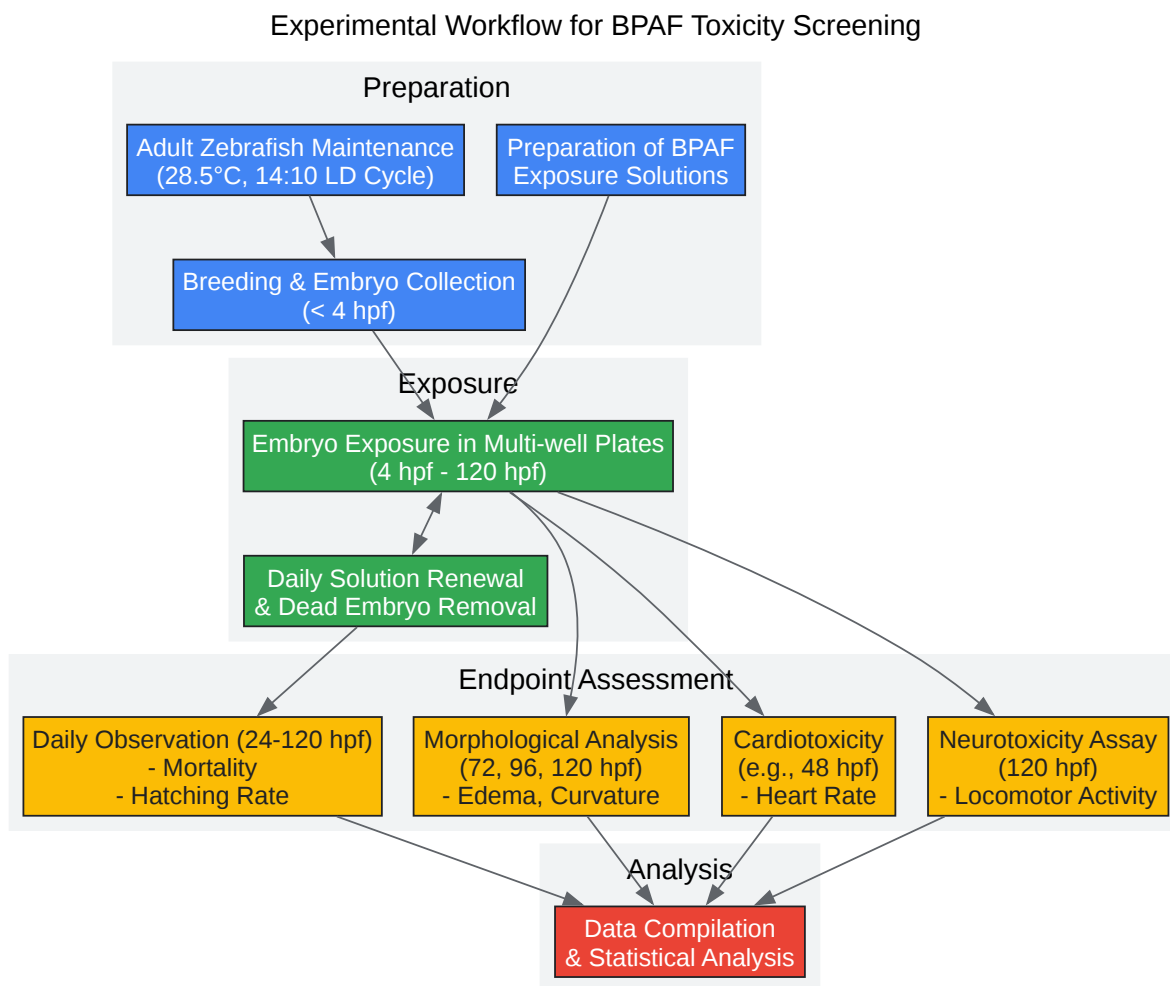 Experimental Workflow for BPAF Toxicity Screening
Preparation
Adult Zebrafish Maintenance
(28.5°C, 14:10 LD Cycle)
Preparation of BPAF
Exposure Solutions
Breeding & Embryo Collection
(< 4 hpf)
Exposure
Embryo Exposure in Multi-well Plates
(4 hpf - 120 hpf)
Daily Solution Renewal
& Dead Embryo Removal
Endpoint Assessment
Daily Observation (24-120 hpf)
- Mortality
- Hatching Rate
Morphological Analysis
(72, 96, 120 hpf)
- Edema, Curvature
Cardiotoxicity
(e.g., 48 hpf)
- Heart Rate
Neurotoxicity Assay
(120 hpf)
- Locomotor Activity
Analysis
Data Compilation
& Statistical Analysis